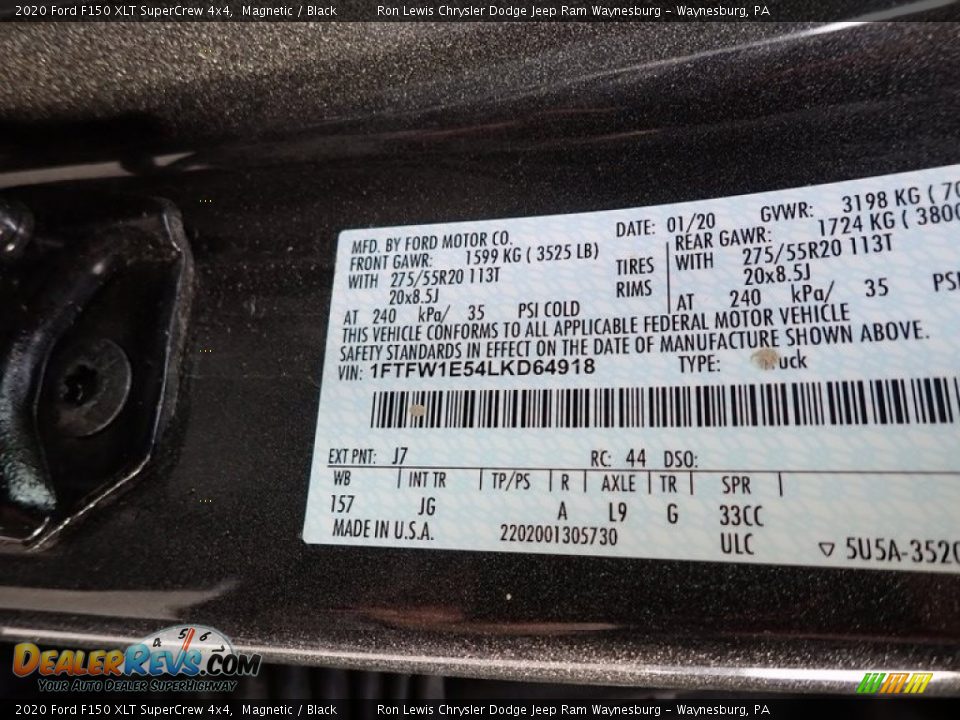 2020 Ford F150 XLT SuperCrew 4x4, Magnetic / Black Ron Lewis Chrysler Dodge Jeep Ram Waynesburg - Waynesburg, PA
MFD. BY FORD MOTOR CO. DATE: 01/20 GVWR: 3198 KG (
FRONT GAWR: 1599 KG ( 3525 LB) REAR GAWR: 1724 KG ( 3800
WITH 275/55R20 113T TIRES WITH 275/55R20 113T
20x8.5J RIMS 20x8.5J
AT 240 kPa/ 35 PSI COLD AT 240 kPa/ 35 PSI
THIS VEHICLE CONFORMS TO ALL APPLICABLE FEDERAL MOTOR VEHICLE
SAFETY STANDARDS IN EFFECT ON THE DATE OF MANUFACTURE SHOWN ABOVE.
VIN: 1FTFW1E54LKD64918 TYPE: Truck
EXT PNT: J7 RC: 44 DSO:
WB INT TR TP/PS R AXLE TR SPR
157 JG A L9 G 33CC
MADE IN U.S.A. 2202001305730 ULC ▽ 5U5A-3520
DEALERREVS.COM
YOUR AUTO DEALER SUPERHIGHWAY
2020 Ford F150 XLT SuperCrew 4x4, Magnetic / Black Ron Lewis Chrysler Dodge Jeep Ram Waynesburg - Waynesburg, PA